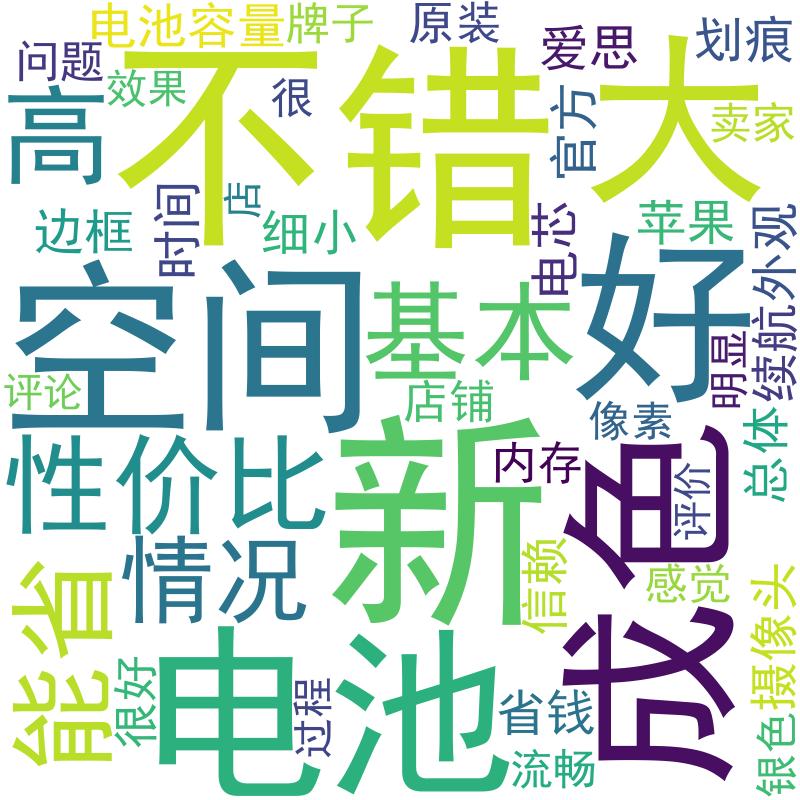 电池容量
牌子
原装
爱思
划痕
问题
效果
很
不错
大
官方
卖家
高
边框
时间
店
细小
电芯
苹果
外观
空间
基本
好
明显
续航
评论
店铺
像素
总体
性价比
新
内存
成色
评价
情况
信赖
感觉
能省
电池
很好
过程
省钱
流畅
摄像头
银色